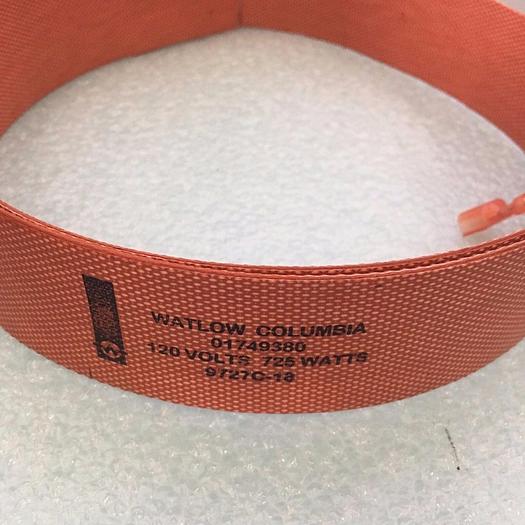 WATLOW COLUMBIA
01749380
120 VOLTS 725 WATTS
9727C-18